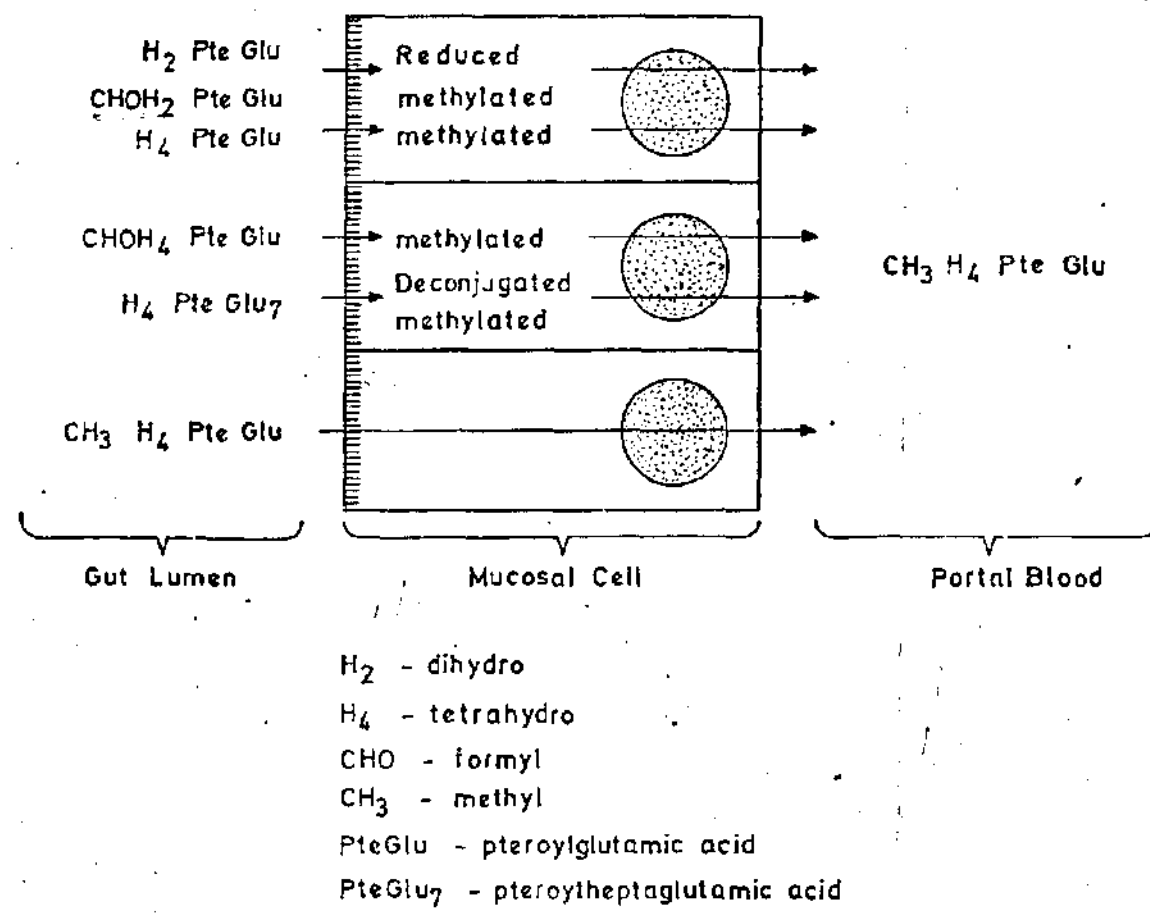 H2 Pte Glu
CHOH2 Pte Glu
H4 Pte Glu
Reduced
methylated
methylated
CHOH4 Pte Glu
H4 Pte Glu7
methylated
Deconjugated
methylated
CH3 H4 Pte Glu
CH3 H4 Pte Glu
Gut Lumen
Mucosal Cell
Portal Blood
H2 - dihydro
H4 - tetrahydro
CHO - formyl
CH3 - methyl
PteGlu - pteroylglutamic acid
PteGlu7 - pteroytheptaglutamic acid